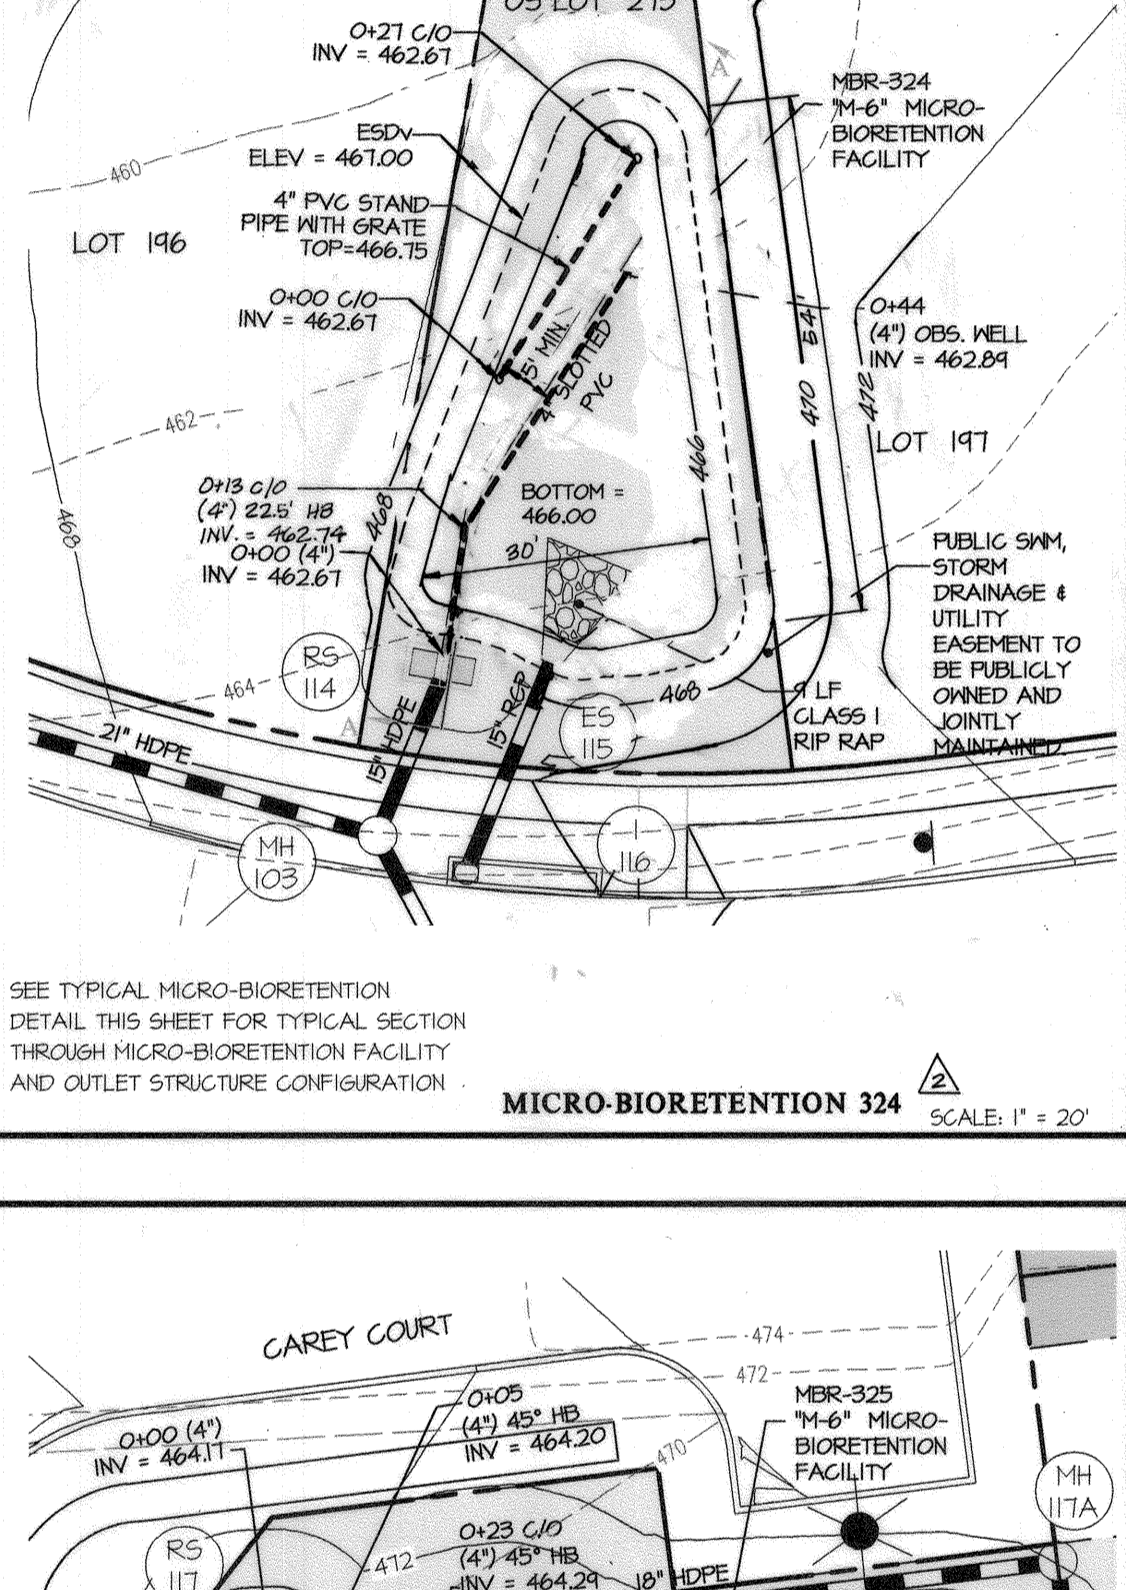 OS LOT 275
0+27 C/O
INV = 462.67
A
MBR-324
"M-6" MICRO-
BIORETENTION
FACILITY
ESDv
ELEV = 467.00
460
4" PVC STAND
PIPE WITH GRATE
TOP=466.75
LOT 196
0+00 C/O
INV = 462.67
5' MIN.
4" SLOTTED
PVC
54'
0+44
(4") OBS. WELL
INV = 462.89
470
472
462
LOT 197
466
468
468
0+13 C/O
(4") 22.5° HB
INV. = 462.74
0+00 (4")
INV = 462.67
BOTTOM =
466.00
30'
PUBLIC SWM,
STORM
DRAINAGE &
UTILITY
EASEMENT TO
BE PUBLICLY
OWNED AND
JOINTLY
MAINTAINED.
RS
114
464
A
468
9 LF
CLASS I
RIP RAP
ES
115
15" HDPE
15" RCP
21" HDPE
MH
103
I
116
SEE TYPICAL MICRO-BIORETENTION
DETAIL THIS SHEET FOR TYPICAL SECTION
THROUGH MICRO-BIORETENTION FACILITY
AND OUTLET STRUCTURE CONFIGURATION
MICRO-BIORETENTION 324
2
SCALE: 1" = 20'
CAREY COURT
474
472
0+05
(4") 45° HB
INV = 464.20
MBR-325
"M-6" MICRO-
BIORETENTION
FACILITY
0+00 (4")
INV = 464.17
470
MH
117A
RS
117
472
0+23 C/O
(4") 45° HB
INV = 464.29
18" HDPE